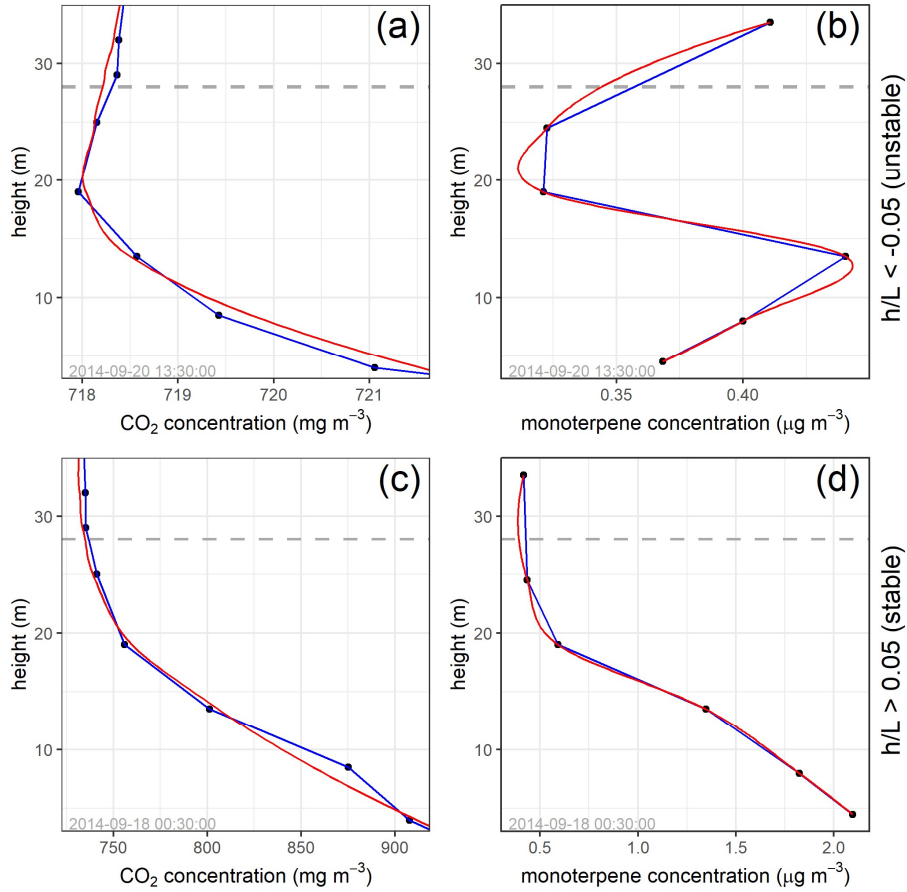 (a)
30
20
10
height (m)
2014-09-20 13:30:00
718
719
720
721
CO₂ concentration (mg m⁻³)
(b)
30
20
10
height (m)
2014-09-20 13:30:00
0.35
0.40
monoterpene concentration (μg m⁻³)
h/L < -0.05 (unstable)
(c)
30
20
10
height (m)
2014-09-18 00:30:00
750
800
850
900
CO₂ concentration (mg m⁻³)
(d)
30
20
10
height (m)
2014-09-18 00:30:00
0.5
1.0
1.5
2.0
monoterpene concentration (μg m⁻³)
h/L > 0.05 (stable)